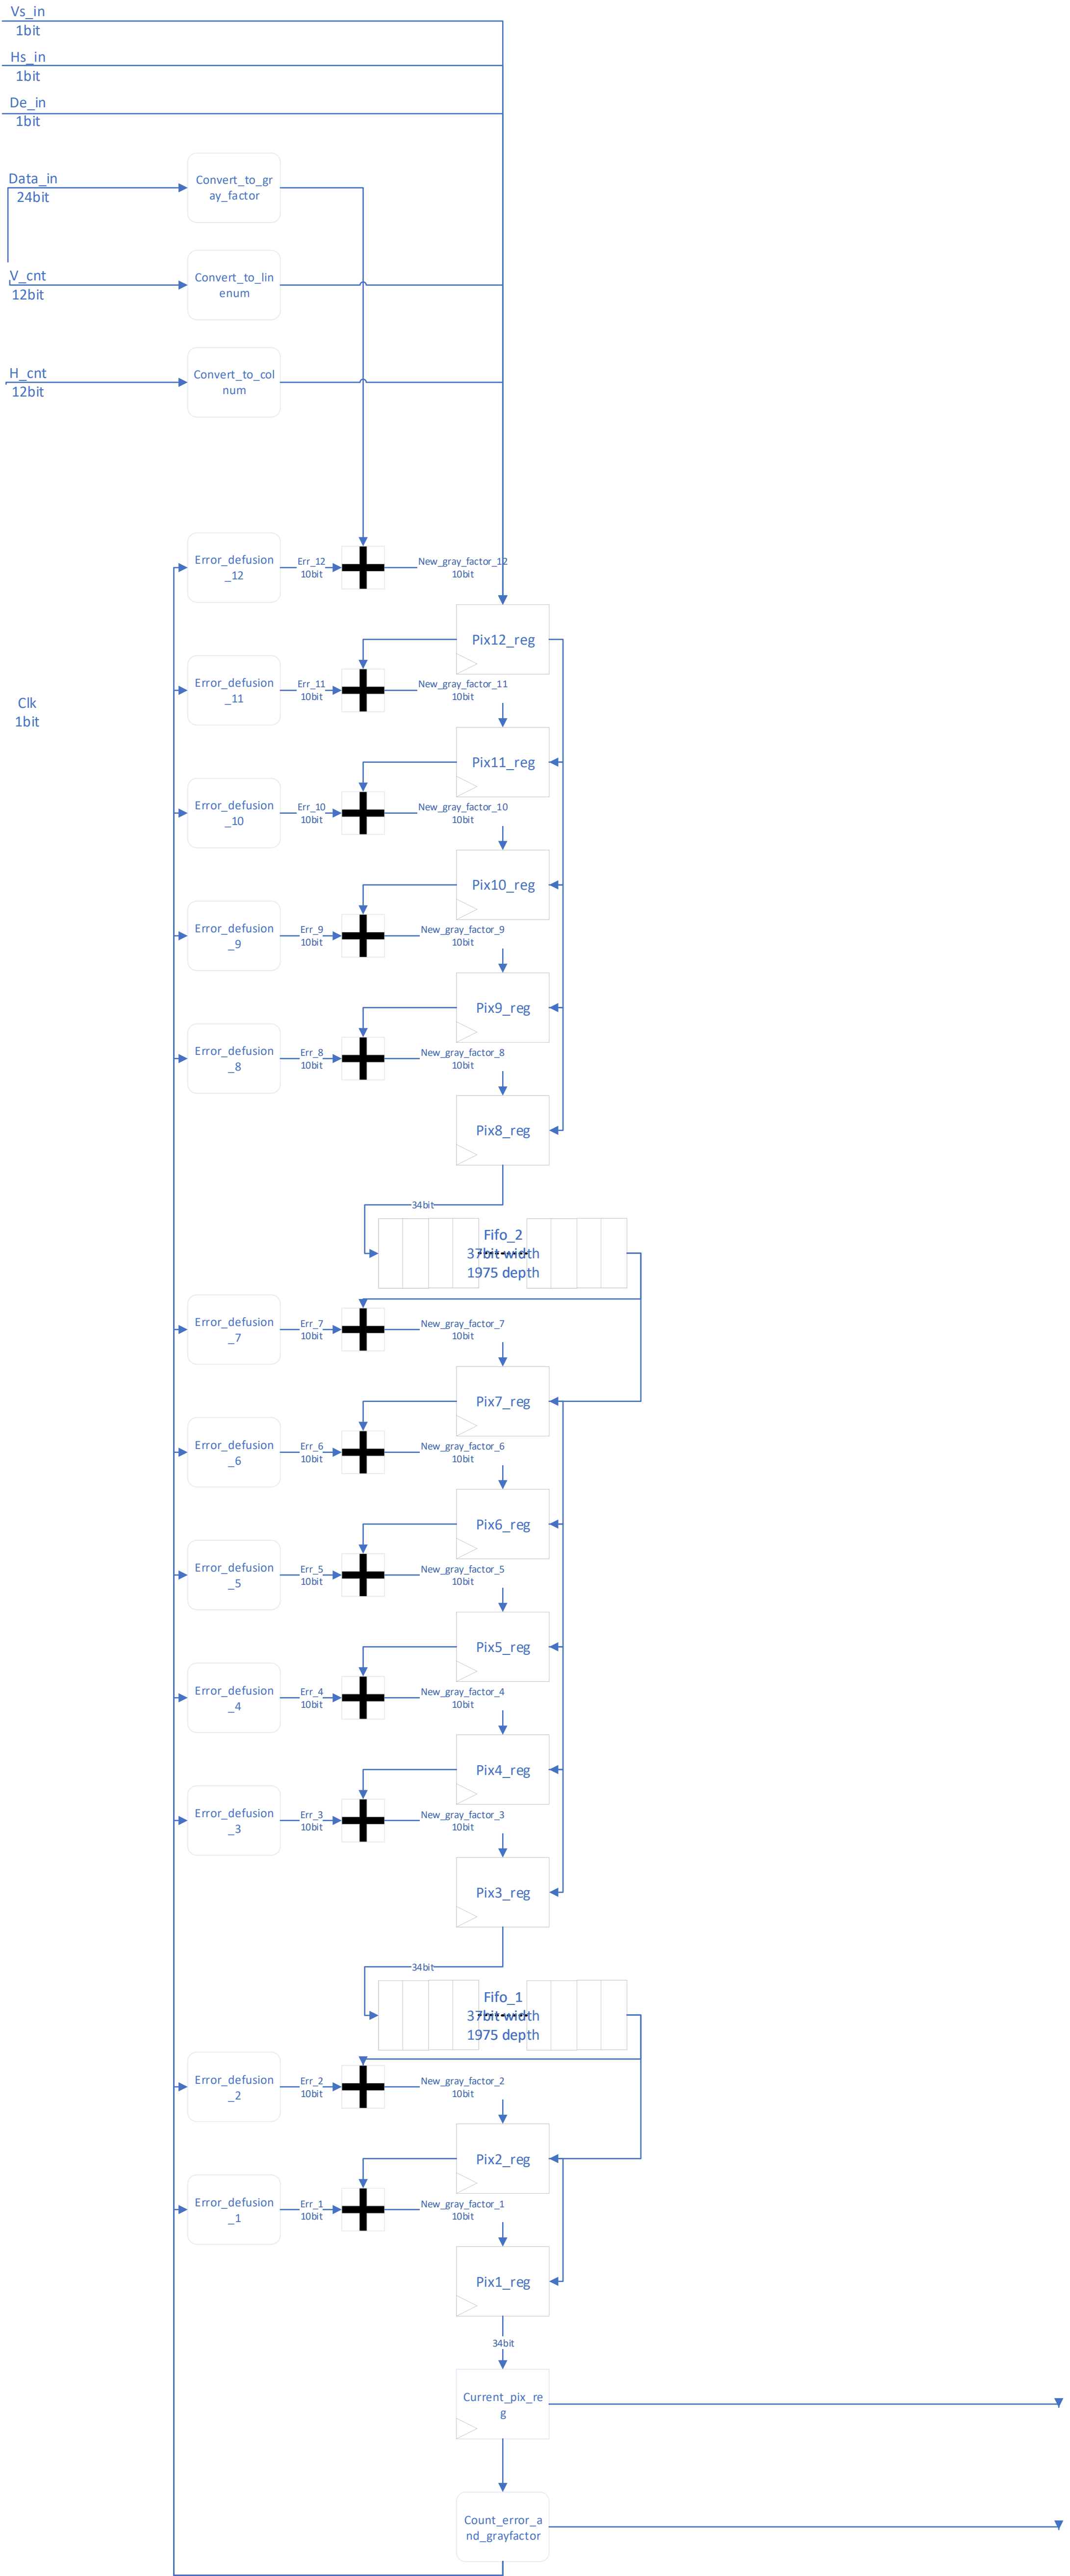 Vs_in
1bit
Hs_in
1bit
De_in
1bit
Data_in
24bit
Convert_to_gr
ay_factor
V_cnt
12bit
Convert_to_lin
enum
H_cnt
12bit
Convert_to_col
num
Error_defusion
_12
Err_12
10bit
New_gray_factor_12
10bit
Pix12_reg
Clk
1bit
Error_defusion
_11
Err_11
10bit
New_gray_factor_11
10bit
Pix11_reg
Error_defusion
_10
Err_10
10bit
New_gray_factor_10
10bit
Pix10_reg
Error_defusion
_9
Err_9
10bit
New_gray_factor_9
10bit
Pix9_reg
Error_defusion
_8
Err_8
10bit
New_gray_factor_8
10bit
Pix8_reg
34bit
Fifo_2
37bit width
1975 depth
Error_defusion
_7
Err_7
10bit
New_gray_factor_7
10bit
Pix7_reg
Error_defusion
_6
Err_6
10bit
New_gray_factor_6
10bit
Pix6_reg
Error_defusion
_5
Err_5
10bit
New_gray_factor_5
10bit
Pix5_reg
Error_defusion
_4
Err_4
10bit
New_gray_factor_4
10bit
Pix4_reg
Error_defusion
_3
Err_3
10bit
New_gray_factor_3
10bit
Pix3_reg
34bit
Fifo_1
37bit width
1975 depth
Error_defusion
_2
Err_2
10bit
New_gray_factor_2
10bit
Pix2_reg
Error_defusion
_1
Err_1
10bit
New_gray_factor_1
10bit
Pix1_reg
34bit
Current_pix_re
g
Count_error_a
nd_grayfactor